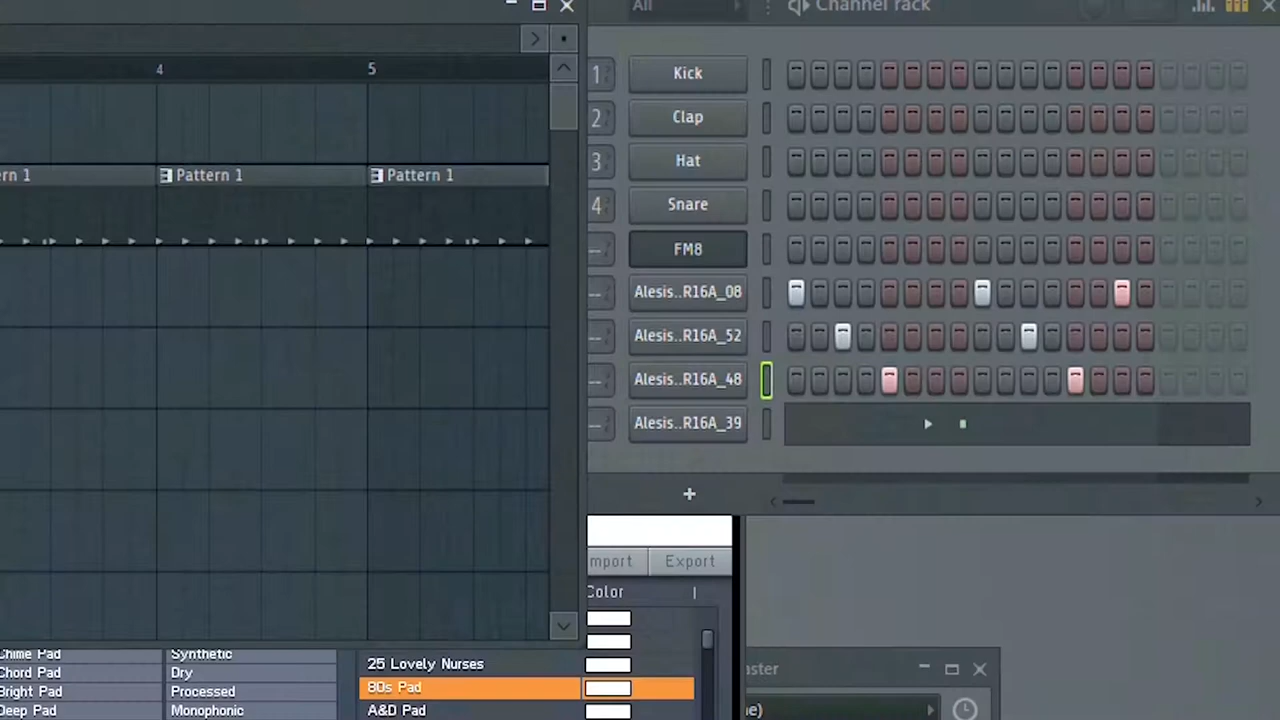 All
Channel rack
4
5
1
Kick
2
Clap
3
Hat
rn 1
Pattern 1
Pattern 1
4
Snare
FM8
Alesis..R16A_08
Alesis..R16A_52
Alesis..R16A_48
Alesis..R16A_39
+
mport
Export
Color
Chime Pad
Synthetic
25 Lovely Nurses
Chord Pad
Dry
80s Pad
Bright Pad
Processed
Deep Pad
Monophonic
A&D Pad
aster
e)